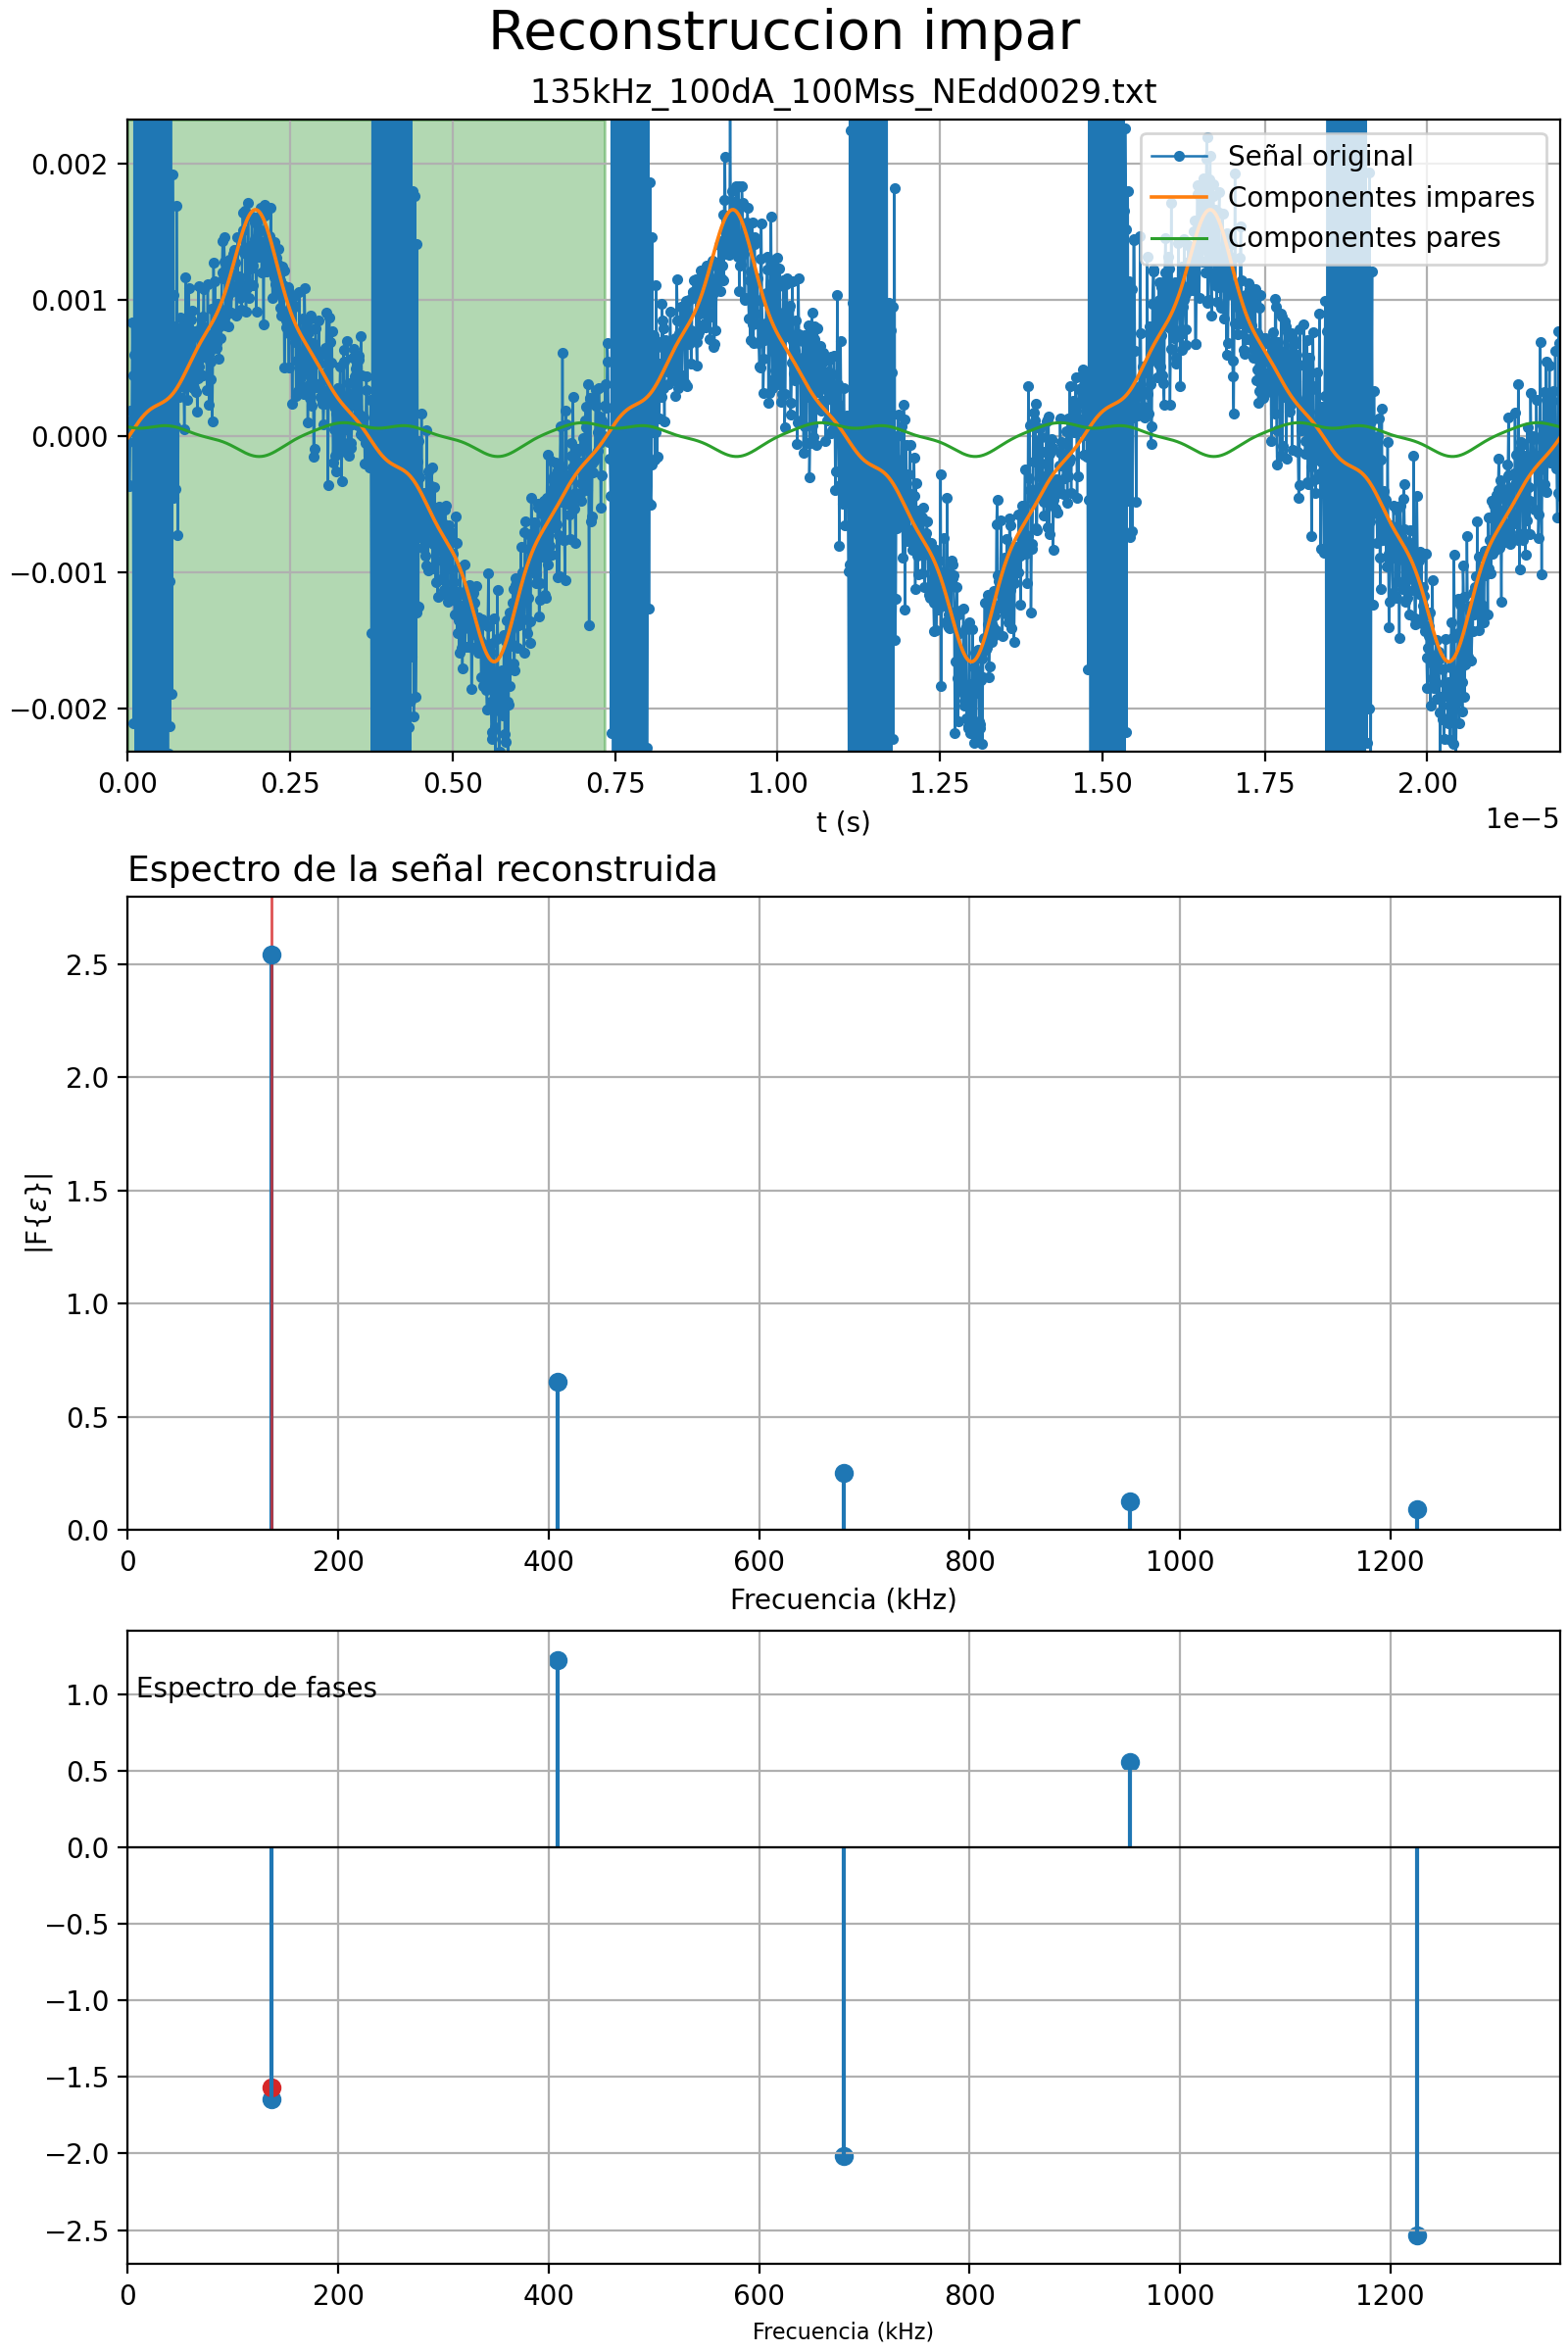 Reconstruccion impar
135kHz_100dA_100Mss_NEdd0029.txt
Señal original
Componentes impares
Componentes pares
0.002
0.001
0.000
−0.001
−0.002
0.00 0.25 0.50 0.75 1.00 1.25 1.50 1.75 2.00
1e−5
t (s)
Espectro de la señal reconstruida
2.5
2.0
1.5
1.0
0.5
0.0
|F{ε}|
0 200 400 600 800 1000 1200
Frecuencia (kHz)
Espectro de fases
1.0
0.5
0.0
−0.5
−1.0
−1.5
−2.0
−2.5
0 200 400 600 800 1000 1200
Frecuencia (kHz)